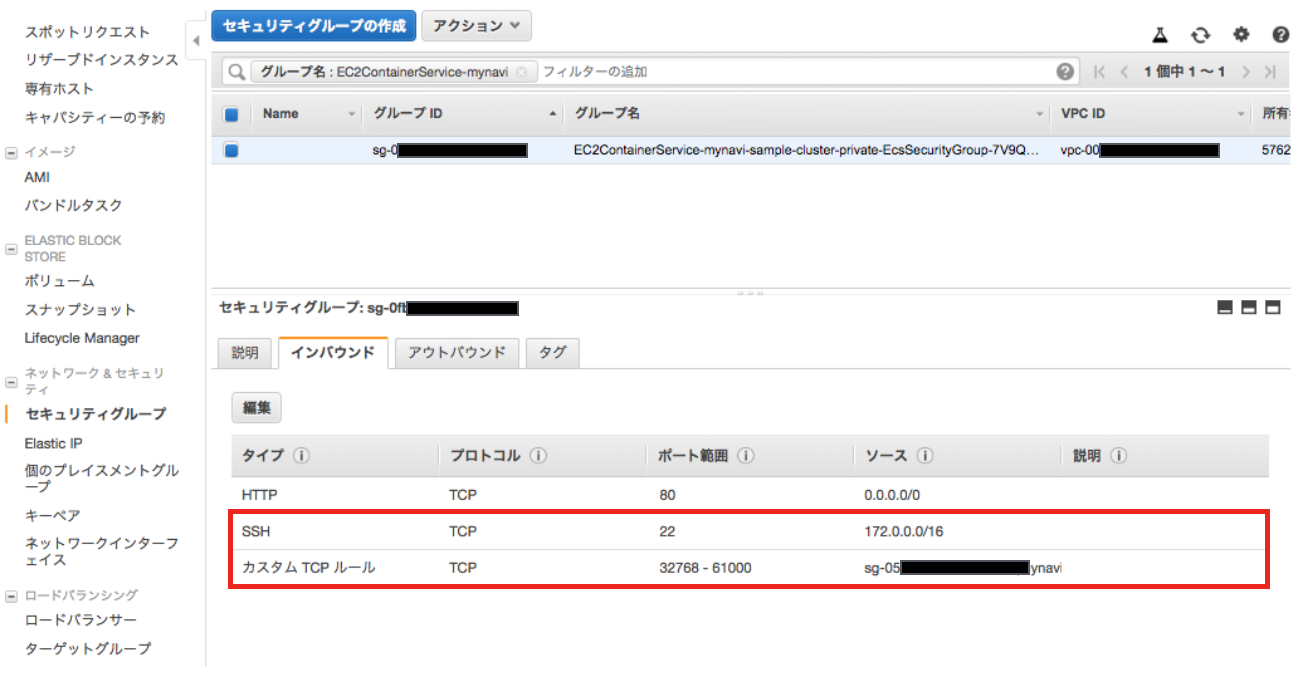 スポットリクエスト
リザーブドインスタンス
専有ホスト
キャパシティーの予約
イメージ
AMI
バンドルタスク
ELASTIC BLOCK
STORE
ボリューム
スナップショット
Lifecycle Manager
ネットワーク & セキュリ
ティ
セキュリティグループ
Elastic IP
個のプレイスメントグル
ープ
キーペア
ネットワークインターフ
ェイス
ロードバランシング
ロードバランサー
ターゲットグループ
セキュリティグループの作成 アクション
グループ名 : EC2ContainerService-mynavi フィルターの追加 1 個中 1 ～ 1
Name グループ ID グループ名 VPC ID 所有
sg-0 EC2ContainerService-mynavi-sample-cluster-private-EcsSecurityGroup-7V9Q... vpc-00 5762
セキュリティグループ: sg-0ft
説明 インバウンド アウトバウンド タグ
編集
タイプ プロトコル ポート範囲 ソース 説明
HTTP TCP 80 0.0.0.0/0
SSH TCP 22 172.0.0.0/16
カスタム TCP ルール TCP 32768 - 61000 sg-05 ynavi